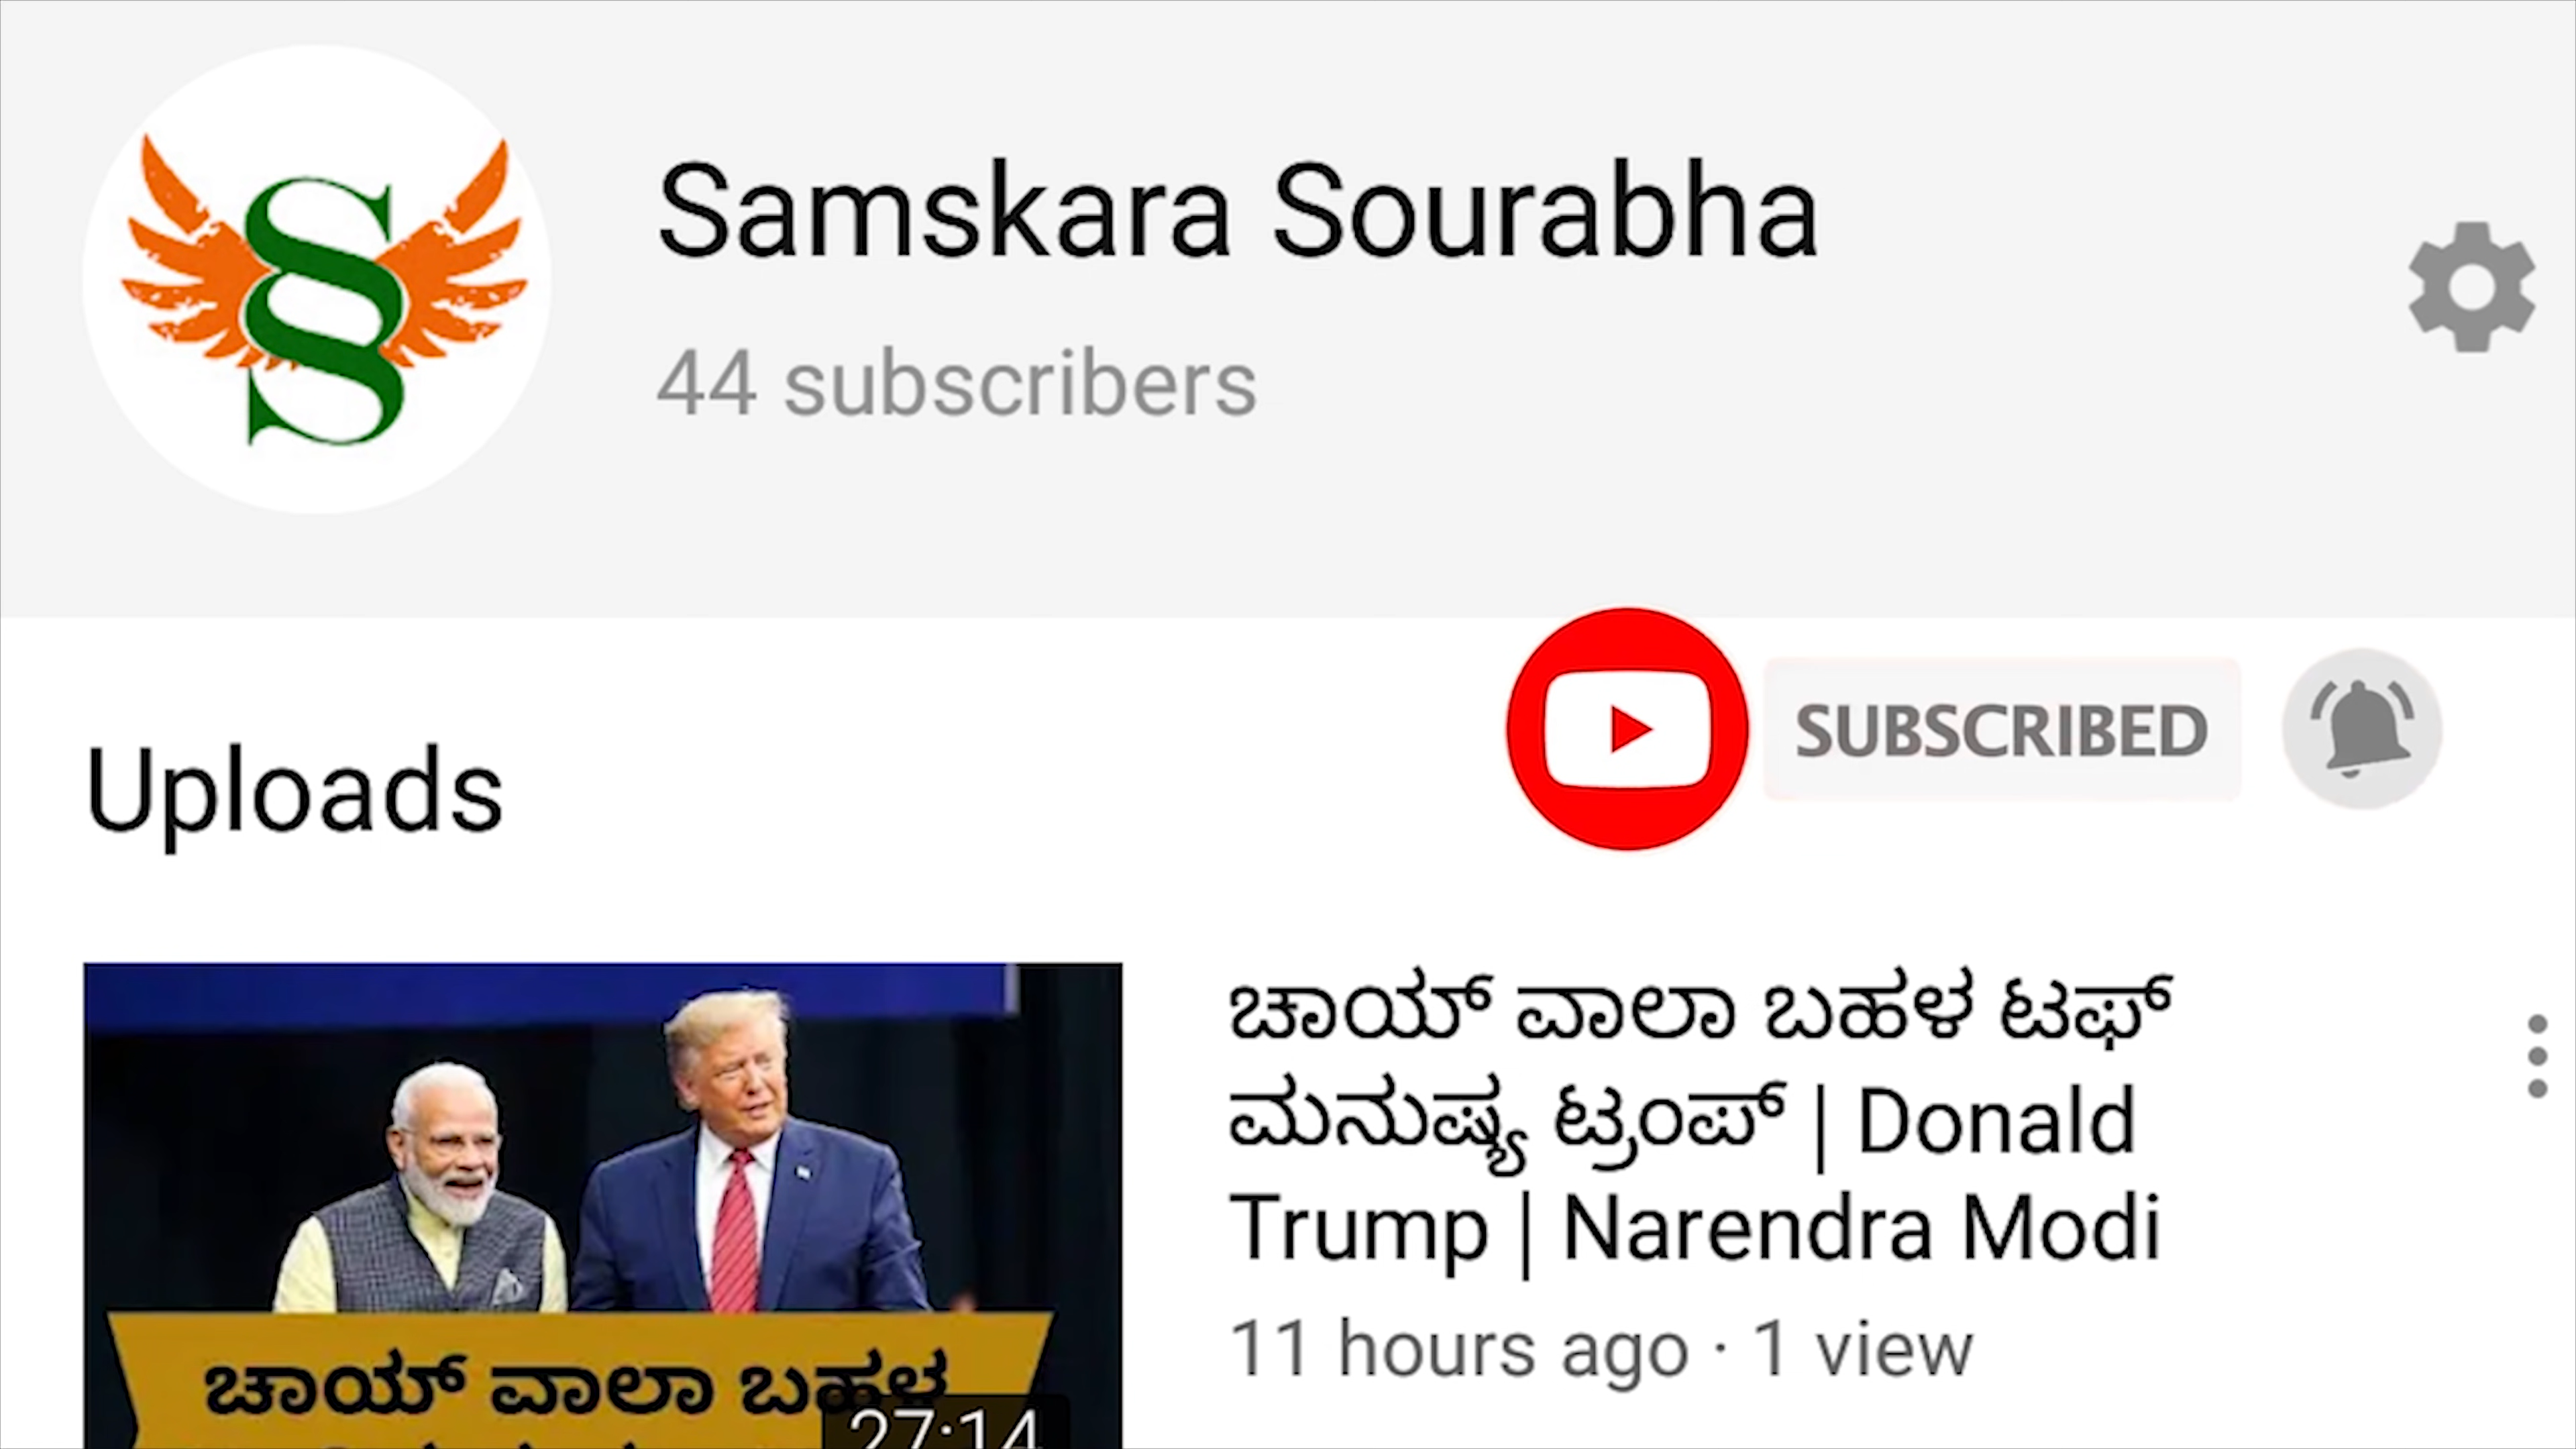 Samskara Sourabha
44 subscribers
SUBSCRIBED
Uploads
ಚಾಯ್ ವಾಲಾ ಬಹಳ ಟಫ್
ಮನುಷ್ಯ ಟ್ರಂಪ್ | Donald
Trump | Narendra Modi
11 hours ago · 1 view
ಚಾಯ್ ವಾಲಾ ಬಹಳ
27:14